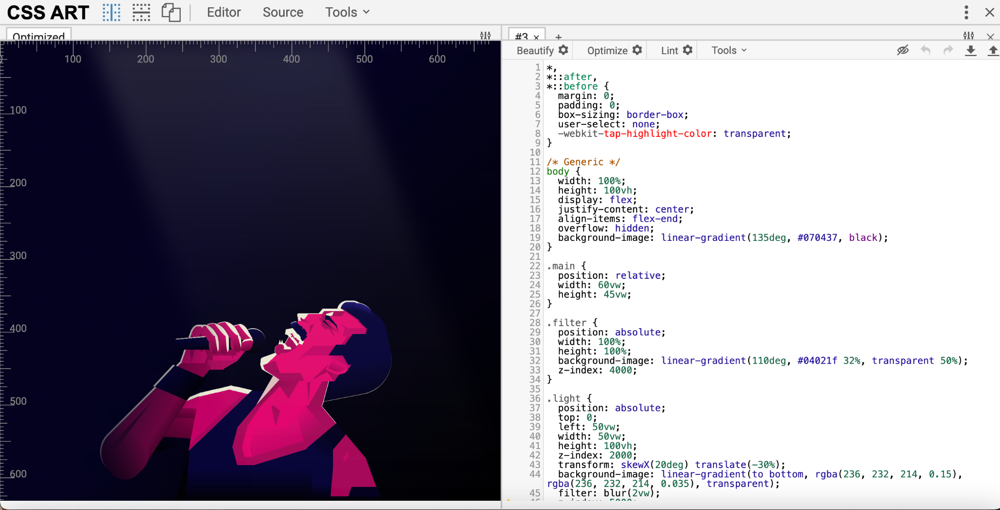 CSS ART Editor Source Tools
Optimized
#3 × +
Beautify Optimize Lint Tools
100 200 300 400 500 600
100
200
300
400
500
600
1 *,
2 *::after,
3 *::before {
4 margin: 0;
5 padding: 0;
6 box-sizing: border-box;
7 user-select: none;
8 -webkit-tap-highlight-color: transparent;
9 }
10
11 /* Generic */
12 body {
13 width: 100%;
14 height: 100vh;
15 display: flex;
16 justify-content: center;
17 align-items: flex-end;
18 overflow: hidden;
19 background-image: linear-gradient(135deg, #070437, black);
20 }
21
22 .main {
23 position: relative;
24 width: 60vw;
25 height: 45vw;
26 }
27
28 .filter {
29 position: absolute;
30 width: 100%;
31 height: 100%;
32 background-image: linear-gradient(110deg, #04021f 32%, transparent 50%);
33 z-index: 4000;
34 }
35
36 .light {
37 position: absolute;
38 top: 0;
39 left: 50vw;
40 width: 50vw;
41 height: 100vh;
42 z-index: 2000;
43 transform: skewX(20deg) translate(-30%);
44 background-image: linear-gradient(to bottom, rgba(236, 232, 214, 0.15),
rgba(236, 232, 214, 0.035), transparent);
45 filter: blur(2vw);
46 z-index: 5000;